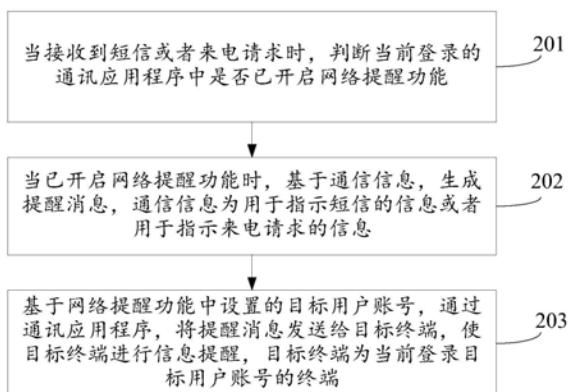 当接收到短信或者来电请求时，判断当前登录的
通讯应用程序中是否已开启网络提醒功能
201
当已开启网络提醒功能时，基于通信信息，生成
提醒消息，通信信息为用于指示短信的信息或者
用于指示来电请求的信息
202
基于网络提醒功能中设置的目标用户账号，通过
通讯应用程序，将提醒消息发送给目标终端，使
目标终端进行信息提醒，目标终端为当前登录目
标用户账号的终端
203